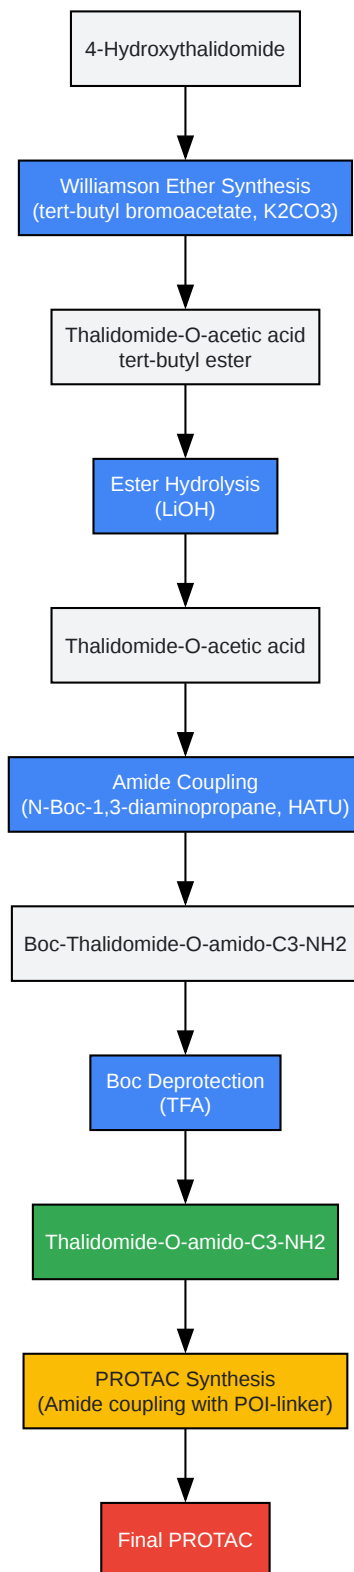 4-Hydroxythalidomide
Williamson Ether Synthesis
(tert-butyl bromoacetate, K2CO3)
Thalidomide-O-acetic acid
tert-butyl ester
Ester Hydrolysis
(LiOH)
Thalidomide-O-acetic acid
Amide Coupling
(N-Boc-1,3-diaminopropane, HATU)
Boc-Thalidomide-O-amido-C3-NH2
Boc Deprotection
(TFA)
Thalidomide-O-amido-C3-NH2
PROTAC Synthesis
(Amide coupling with POI-linker)
Final PROTAC